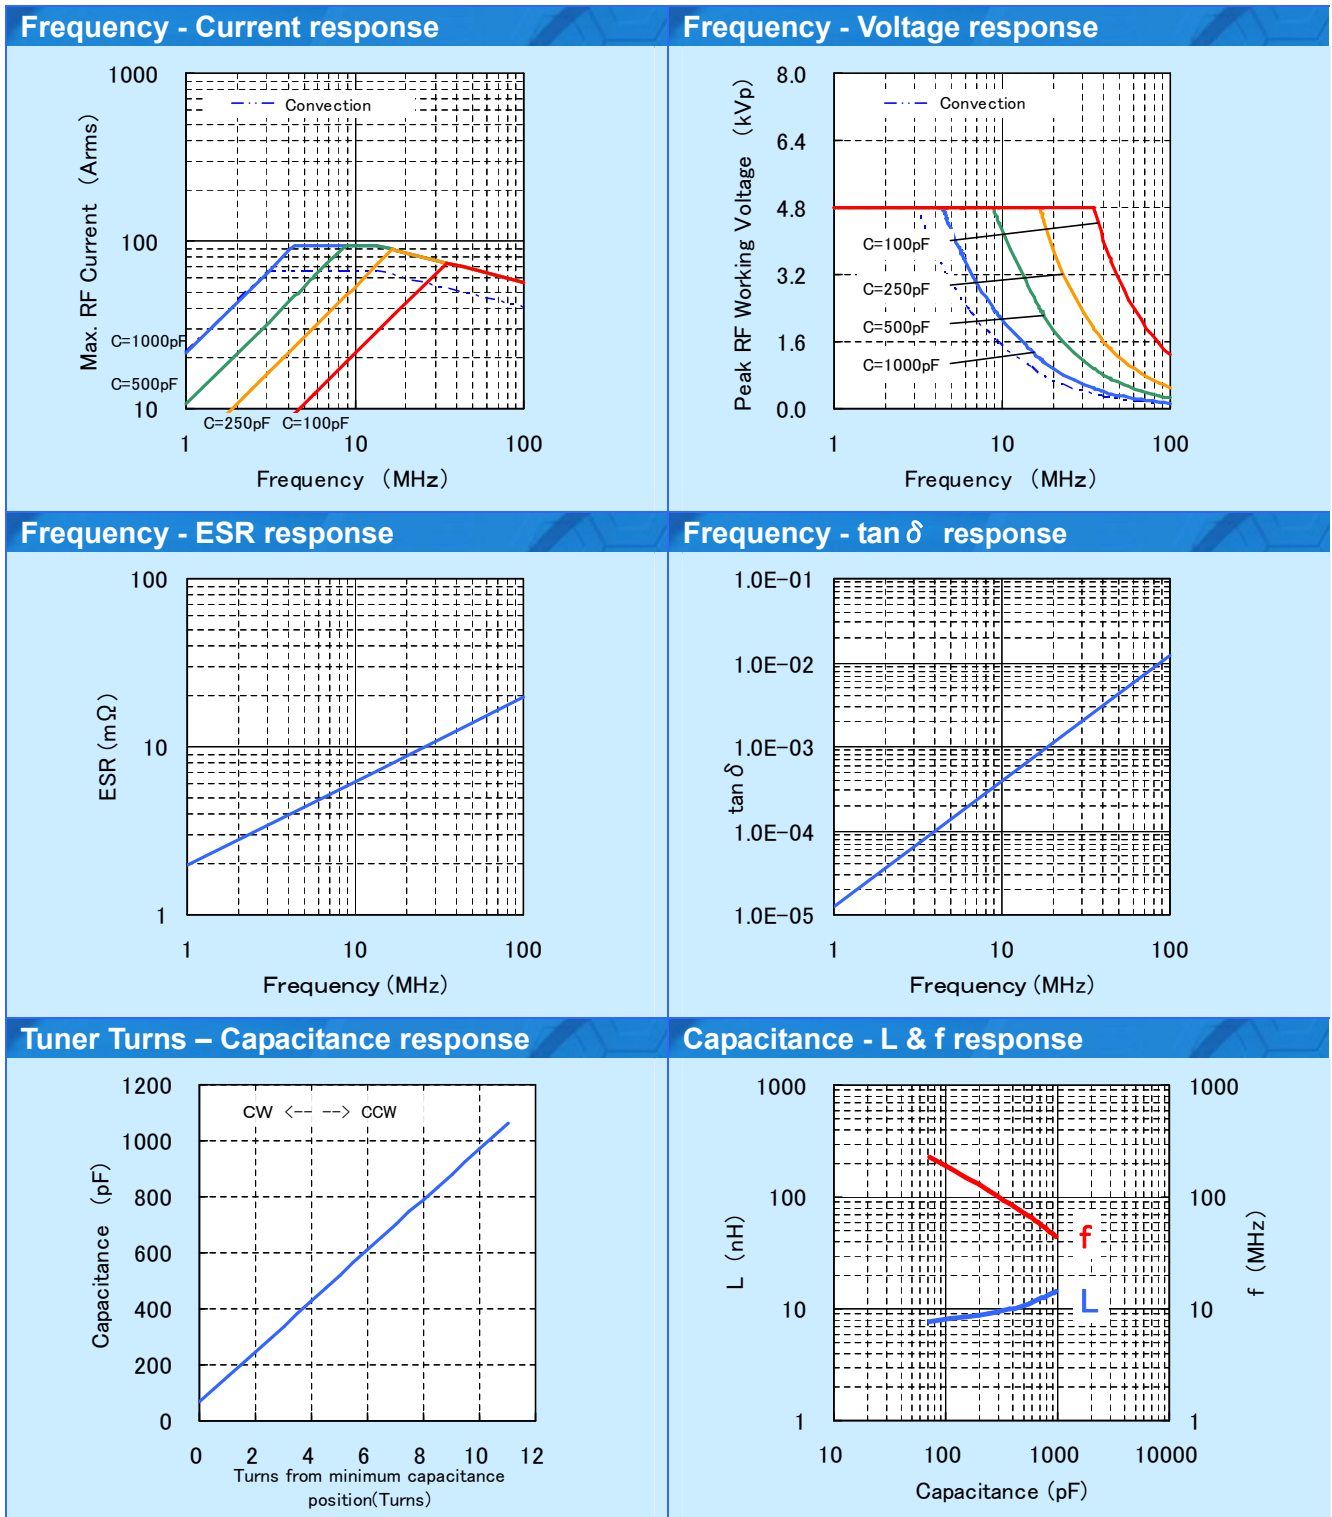 Frequency - Current response
1000
100
10
Max. RF Current (Arms)
Convection
C=1000pF
C=500pF
C=250pF C=100pF
1 10 100
Frequency (MHz)
Frequency - Voltage response
8.0
6.4
4.8
3.2
1.6
0.0
Peak RF Working Voltage (kVp)
Convection
C=100pF
C=250pF
C=500pF
C=1000pF
1 10 100
Frequency (MHz)
Frequency - ESR response
100
10
1
ESR (mΩ)
1 10 100
Frequency (MHz)
Frequency - tan δ response
1.0E-01
1.0E-02
1.0E-03
1.0E-04
1.0E-05
tan δ
1 10 100
Frequency (MHz)
Tuner Turns – Capacitance response
1200
1000
800
600
400
200
0
Capacitance (pF)
CW <-- --> CCW
0 2 4 6 8 10 12
Turns from minimum capacitance
position(Turns)
Capacitance - L & f response
1000
100
10
1
L (nH)
f
L
1000
100
10
1
f (MHz)
10 100 1000 10000
Capacitance (pF)